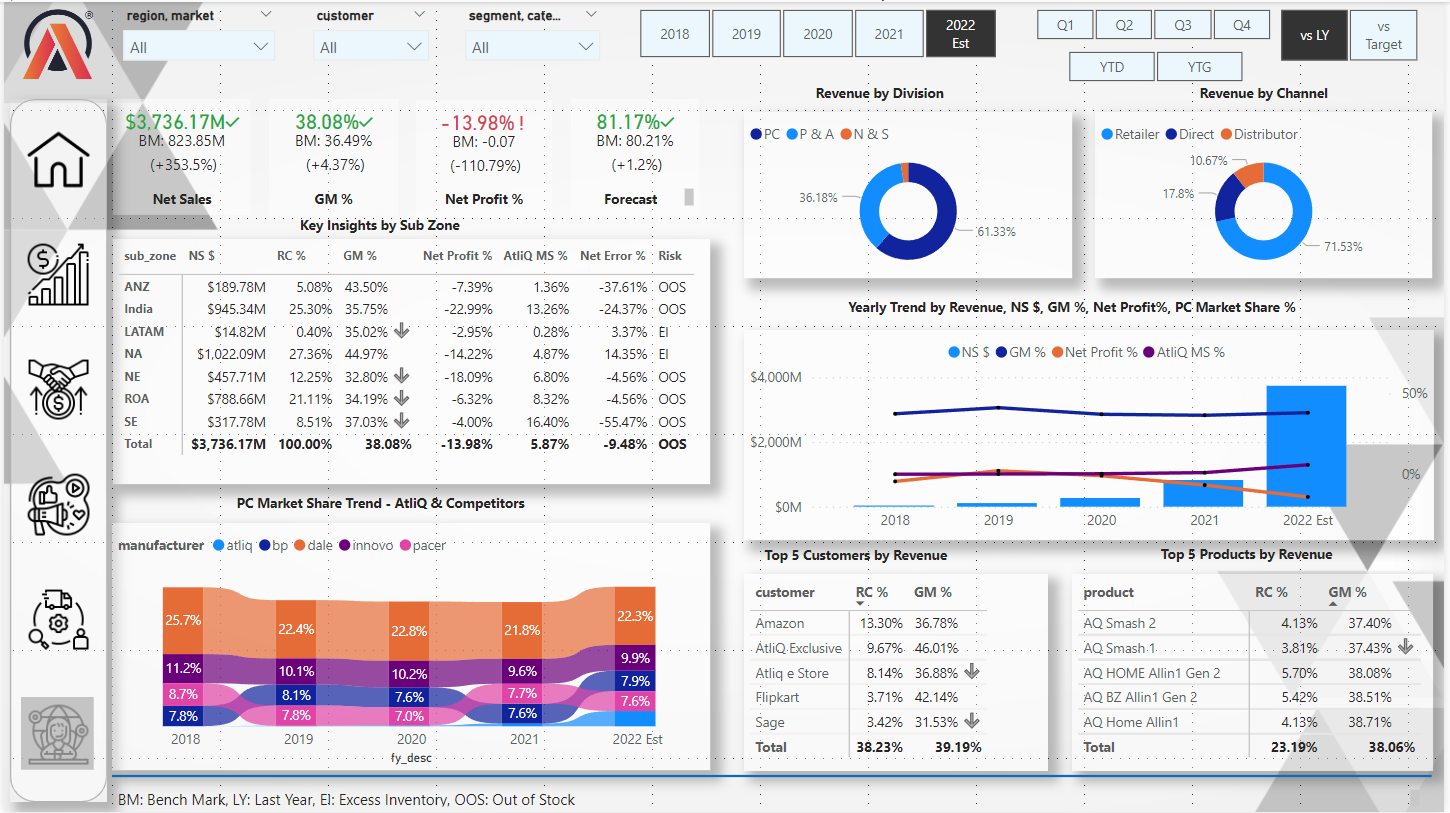 ®
region, market
customer
segment, cate...
All
All
All
2018
2019
2020
2021
2022 Est
Q1
Q2
Q3
Q4
YTD
YTG
vs LY
vs Target
$3,736.17M
BM: 823.85M
(+353.5%)
Net Sales
38.08%
BM: 36.49%
(+4.37%)
GM %
-13.98% !
BM: -0.07
(-110.79%)
Net Profit %
81.17%
BM: 80.21%
(+1.2%)
Forecast
Key Insights by Sub Zone
sub_zone NS $ RC % GM % Net Profit % AtliQ MS % Net Error % Risk
ANZ $189.78M 5.08% 43.50% -7.39% 1.36% -37.61% OOS
India $945.34M 25.30% 35.75% -22.99% 13.26% -24.37% OOS
LATAM $14.82M 0.40% 35.02% -2.95% 0.28% 3.37% EI
NA $1,022.09M 27.36% 44.97% -14.22% 4.87% 14.35% EI
NE $457.71M 12.25% 32.80% -18.09% 6.80% -4.56% OOS
ROA $788.66M 21.11% 34.19% -6.32% 8.32% -4.56% OOS
SE $317.78M 8.51% 37.03% -4.00% 16.40% -55.47% OOS
Total $3,736.17M 100.00% 38.08% -13.98% 5.87% -9.48% OOS
Revenue by Division
PC P & A N & S
36.18%
61.33%
Revenue by Channel
Retailer Direct Distributor
10.67%
17.8%
71.53%
Yearly Trend by Revenue, NS $, GM %, Net Profit%, PC Market Share %
NS $ GM % Net Profit % AtliQ MS %
$4,000M
$2,000M
$0M
50%
0%
2018 2019 2020 2021 2022 Est
PC Market Share Trend - AtliQ & Competitors
manufacturer atliq bp dale innovo pacer
25.7% 22.4% 22.8% 21.8% 22.3%
11.2% 10.1% 10.2% 9.6% 9.9%
8.7% 8.1% 7.6% 7.7% 7.9%
7.8% 7.8% 7.0% 7.6% 7.6%
2018 2019 2020 2021 2022 Est
fy_desc
Top 5 Customers by Revenue
customer RC % GM %
Amazon 13.30% 36.78%
AtliQ Exclusive 9.67% 46.01%
Atliq e Store 8.14% 36.88%
Flipkart 3.71% 42.14%
Sage 3.42% 31.53%
Total 38.23% 39.19%
Top 5 Products by Revenue
product RC % GM %
AQ Smash 2 4.13% 37.40%
AQ Smash 1 3.81% 37.43%
AQ HOME Allin1 Gen 2 5.70% 38.08%
AQ BZ Allin1 Gen 2 5.42% 38.51%
AQ Home Allin1 4.13% 38.71%
Total 23.19% 38.06%
BM: Bench Mark, LY: Last Year, EI: Excess Inventory, OOS: Out of Stock